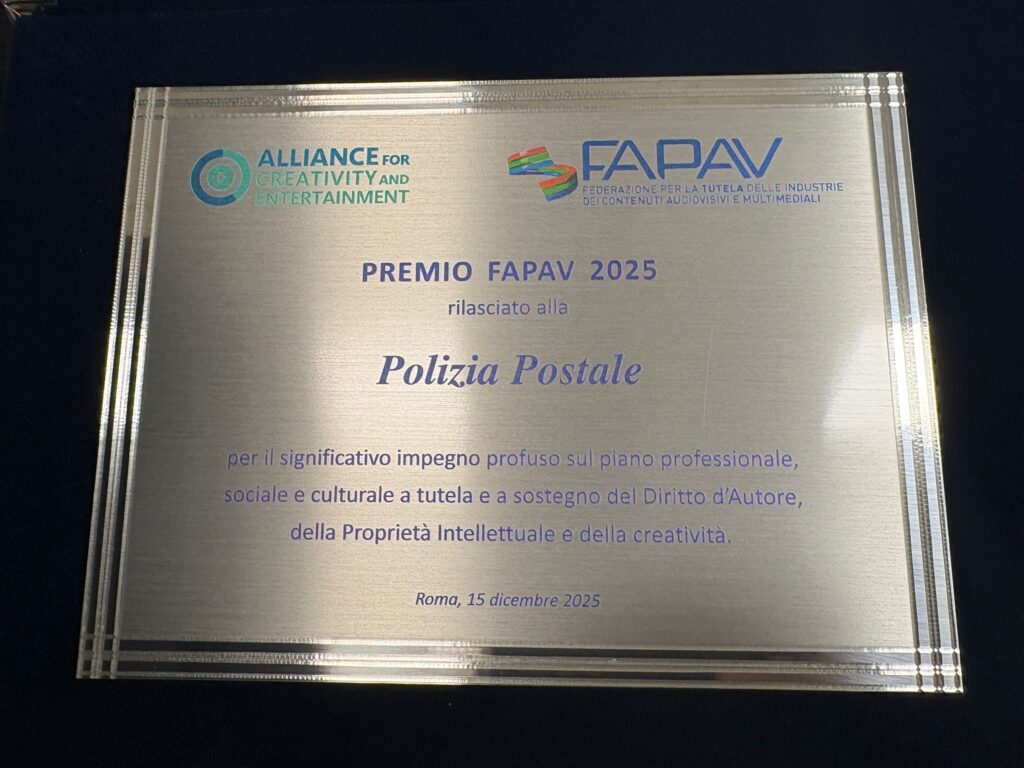 ALLIANCE FOR
CREATIVITY AND
ENTERTAINMENT
FAPAV
FEDERAZIONE PER LA TUTELA DELLE INDUSTRIE
DEI CONTENUTI AUDIOVISIVI E MULTIMEDIALI
PREMIO FAPAV 2025
rilasciato alla
Polizia Postale
per il significativo impegno profuso sul piano professionale,
sociale e culturale a tutela e a sostegno del Diritto d'Autore,
della Proprietà Intellettuale e della creatività.
Roma, 15 dicembre 2025